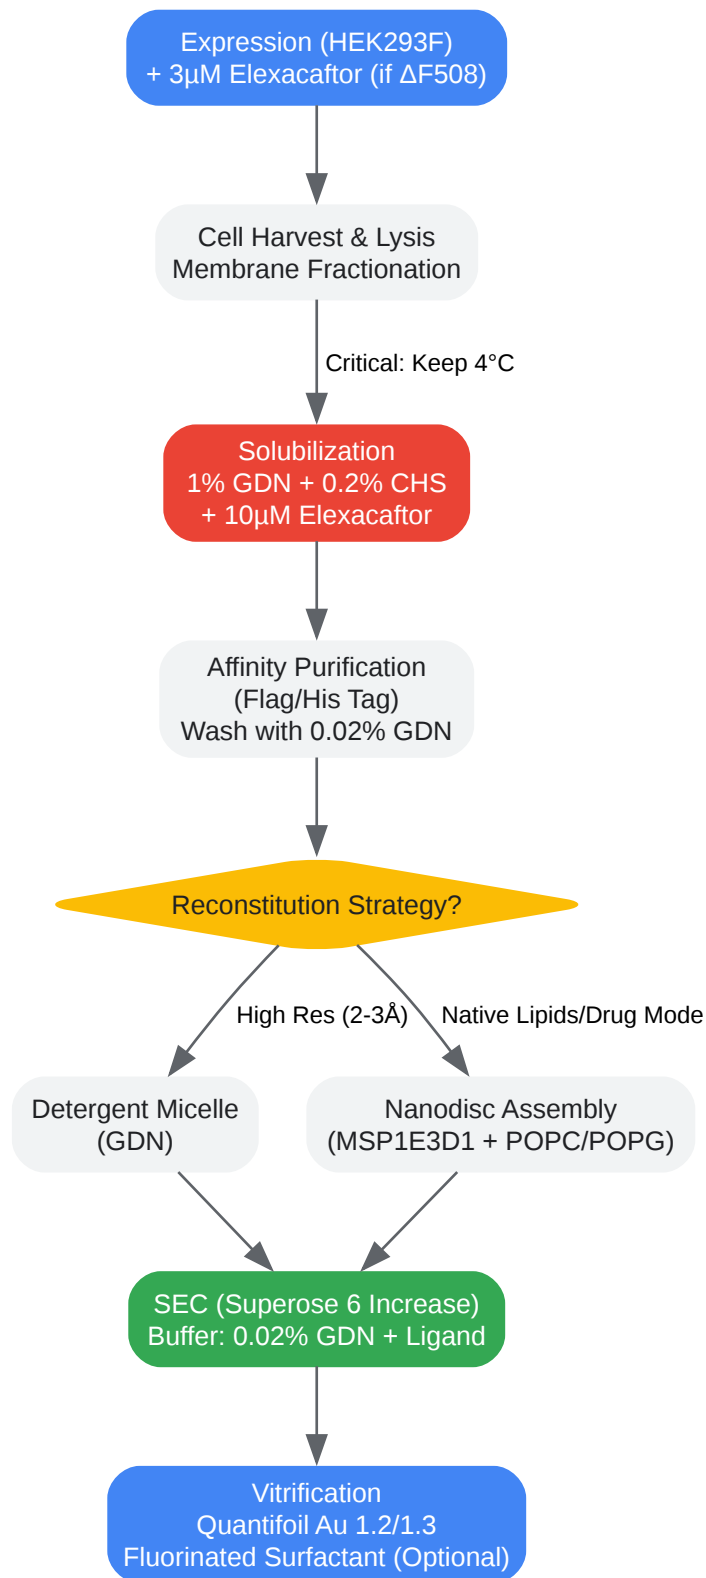 Expression (HEK293F)
+ 3µM Elexacaftor (if ΔF508)
Cell Harvest & Lysis
Membrane Fractionation
Critical: Keep 4°C
Solubilization
1% GDN + 0.2% CHS
+ 10µM Elexacaftor
Affinity Purification
(Flag/His Tag)
Wash with 0.02% GDN
Reconstitution Strategy?
High Res (2-3Å)
Native Lipids/Drug Mode
Detergent Micelle
(GDN)
Nanodisc Assembly
(MSP1E3D1 + POPC/POPG)
SEC (Superose 6 Increase)
Buffer: 0.02% GDN + Ligand
Vitrification
Quantifoil Au 1.2/1.3
Fluorinated Surfactant (Optional)